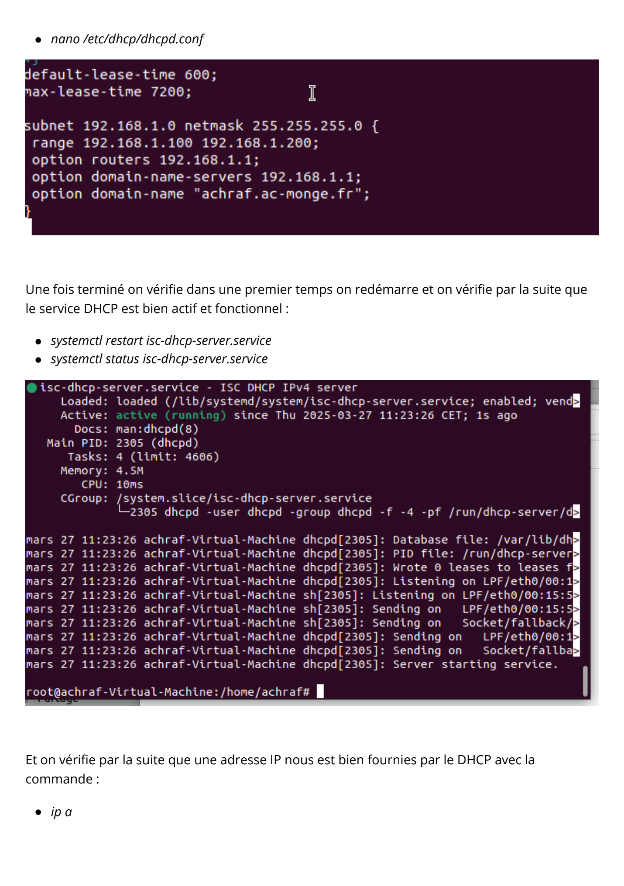 ● nano /etc/dhcp/dhcpd.conf
default-lease-time 600;
max-lease-time 7200;
subnet 192.168.1.0 netmask 255.255.255.0 {
range 192.168.1.100 192.168.1.200;
option routers 192.168.1.1;
option domain-name-servers 192.168.1.1;
option domain-name "achraf.ac-monge.fr";
}
Une fois terminé on vérifie dans une premier temps on redémarre et on vérifie par la suite que
le service DHCP est bien actif et fonctionnel :
● systemctl restart isc-dhcp-server.service
● systemctl status isc-dhcp-server.service
● isc-dhcp-server.service - ISC DHCP IPv4 server
Loaded: loaded (/lib/systemd/system/isc-dhcp-server.service; enabled; vend>
Active: active (running) since Thu 2025-03-27 11:23:26 CET; 1s ago
Docs: man:dhcpd(8)
Main PID: 2305 (dhcpd)
Tasks: 4 (limit: 4606)
Memory: 4.5M
CPU: 10ms
CGroup: /system.slice/isc-dhcp-server.service
└─2305 dhcpd -user dhcpd -group dhcpd -f -4 -pf /run/dhcp-server/d>
mars 27 11:23:26 achraf-Virtual-Machine dhcpd[2305]: Database file: /var/lib/dh>
mars 27 11:23:26 achraf-Virtual-Machine dhcpd[2305]: PID file: /run/dhcp-server>
mars 27 11:23:26 achraf-Virtual-Machine dhcpd[2305]: Wrote 0 leases to leases f>
mars 27 11:23:26 achraf-Virtual-Machine dhcpd[2305]: Listening on LPF/eth0/00:1>
mars 27 11:23:26 achraf-Virtual-Machine sh[2305]: Listening on LPF/eth0/00:15:5>
mars 27 11:23:26 achraf-Virtual-Machine sh[2305]: Sending on   LPF/eth0/00:15:5>
mars 27 11:23:26 achraf-Virtual-Machine sh[2305]: Sending on   Socket/fallback/>
mars 27 11:23:26 achraf-Virtual-Machine dhcpd[2305]: Sending on   LPF/eth0/00:1>
mars 27 11:23:26 achraf-Virtual-Machine dhcpd[2305]: Sending on   Socket/fallba>
mars 27 11:23:26 achraf-Virtual-Machine dhcpd[2305]: Server starting service.
root@achraf-Virtual-Machine:/home/achraf#
Et on vérifie par la suite que une adresse IP nous est bien fournies par le DHCP avec la
commande :
● ip a